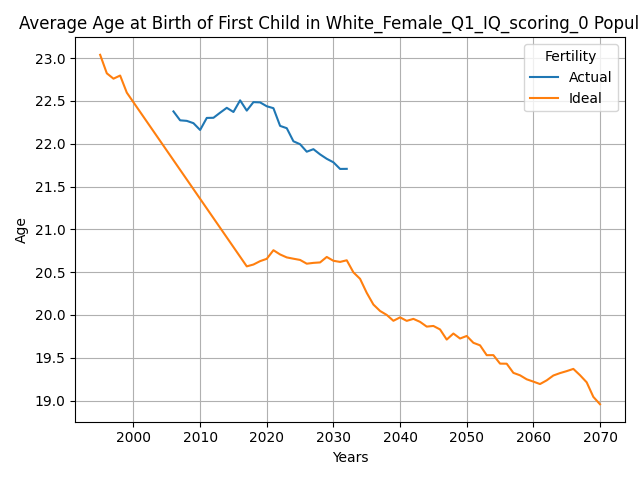 Average Age at Birth of First Child in White_Female_Q1_IQ_scoring_0 Popul
Fertility
Actual
Ideal
23.0
22.5
22.0
21.5
21.0
20.5
20.0
19.5
19.0
Age
2000 2010 2020 2030 2040 2050 2060 2070
Years